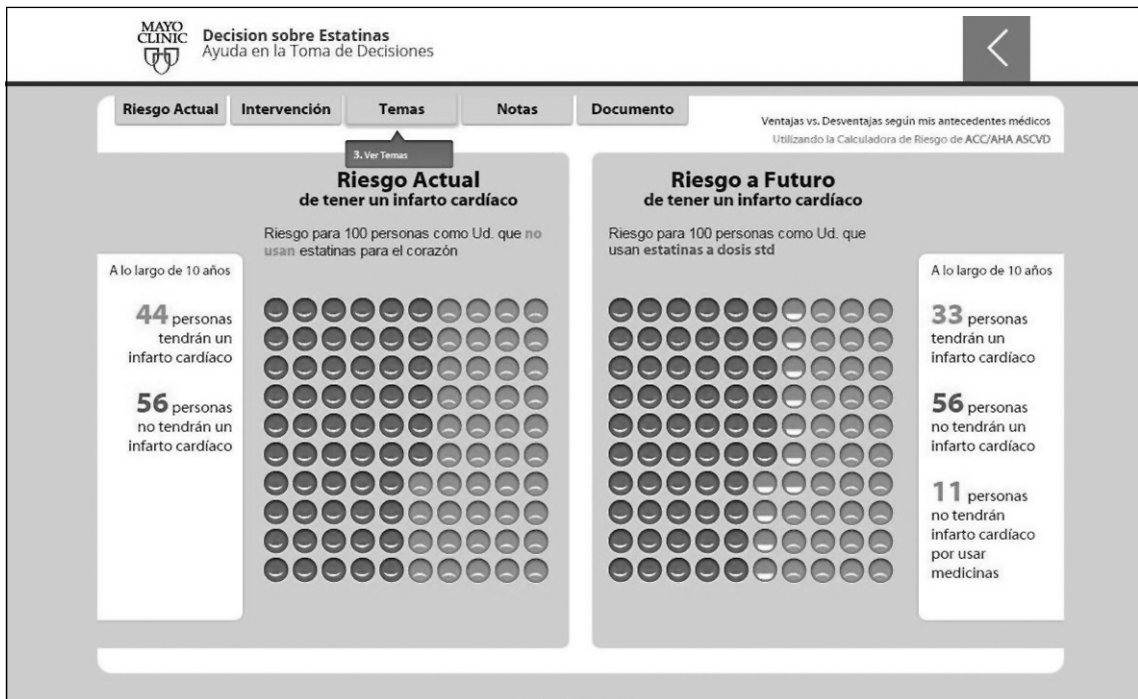 MAYO
CLINIC
Decision sobre Estatinas
Ayuda en la Toma de Decisiones
Riesgo Actual
Intervención
Temas
Notas
Documento
3. Ver Temas
Ventajas vs. Desventajas según mis antecedentes médicos
Utilizando la Calculadora de Riesgo de ACC/AHA ASCVD
Riesgo Actual
de tener un infarto cardíaco
Riesgo para 100 personas como Ud. que no
usan estatinas para el corazón
A lo largo de 10 años
44 personas
tendrán un
infarto cardíaco
56 personas
no tendrán un
infarto cardíaco
Riesgo a Futuro
de tener un infarto cardíaco
Riesgo para 100 personas como Ud. que
usan estatinas a dosis std
A lo largo de 10 años
33 personas
tendrán un
infarto cardíaco
56 personas
no tendrán un
infarto cardíaco
11 personas
no tendrán
infarto cardíaco
por usar
medicinas